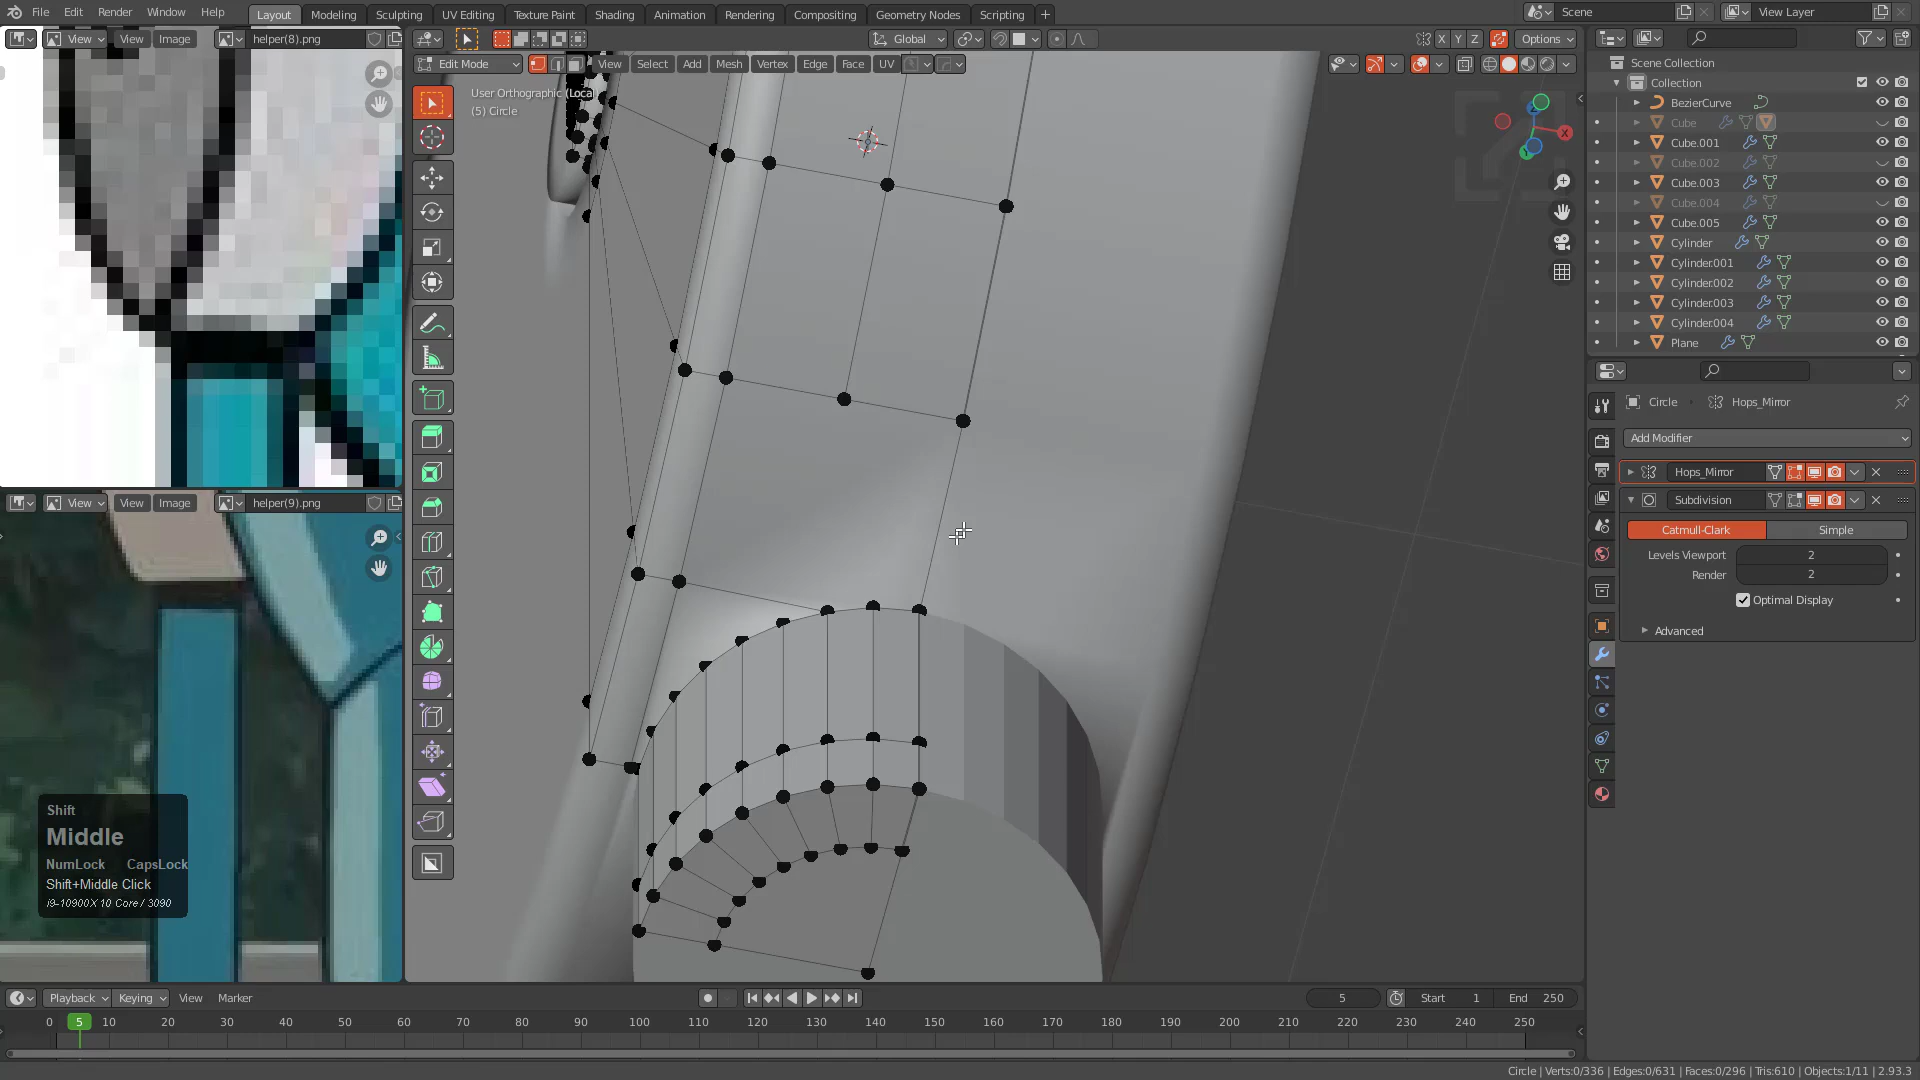 File Edit Render Window Help
Layout Modeling Sculpting UV Editing Texture Paint Shading Animation Rendering Compositing Geometry Nodes Scripting +
Scene
View Layer
View View Image helper(8).png
Global
X Y Z
Options
Edit Mode View Select Add Mesh Vertex Edge Face UV
User Orthographic (Loca
(5) Circle
X
Y
Z
Scene Collection
Collection
BezierCurve
Cube
Cube.001
Cube.002
Cube.003
Cube.004
Cube.005
Cylinder
Cylinder.001
Cylinder.002
Cylinder.003
Cylinder.004
Plane
Circle Hops_Mirror
Add Modifier
Hops_Mirror
Subdivision
Catmull-Clark Simple
Levels Viewport 2
Render 2
Optimal Display
Advanced
View View Image helper(9).png
Shift
Middle
NumLock CapsLock
Shift+Middle Click
i9-10900X 10 Core / 3090
Playback Keying View Marker
5 Start 1 End 250
0 5 10 20 30 40 50 60 70 80 90 100 110 120 130 140 150 160 170 180 190 200 210 220 230 240 250
Circle | Verts:0/336 | Edges:0/631 | Faces:0/296 | Tris:610 | Objects:1/11 | 2.93.3